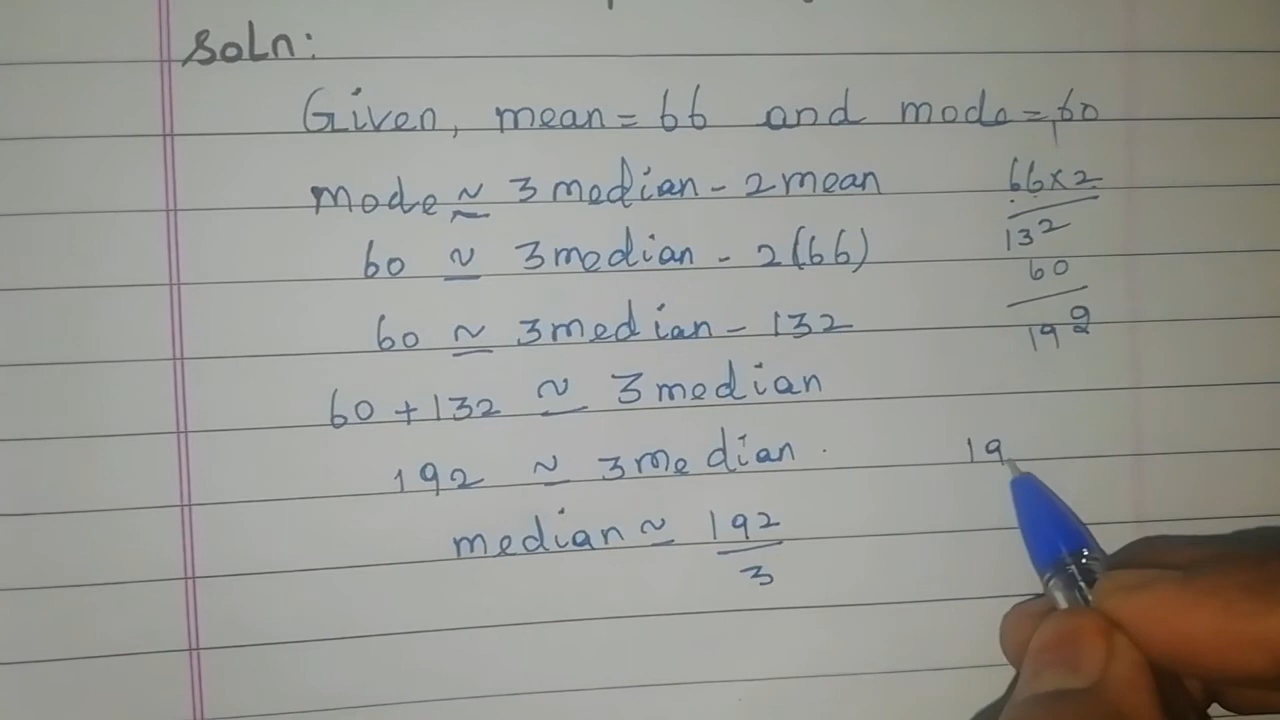 Soln:
Given, mean = 66 and mode = 60
mode ≃ 3 median - 2 mean
66 x 2
60 ≃ 3 median - 2(66)
132
60
60 ≃ 3 median - 132
192
60 + 132 ≃ 3 median
192 ≃ 3 median.
19
median ≃ 192
3